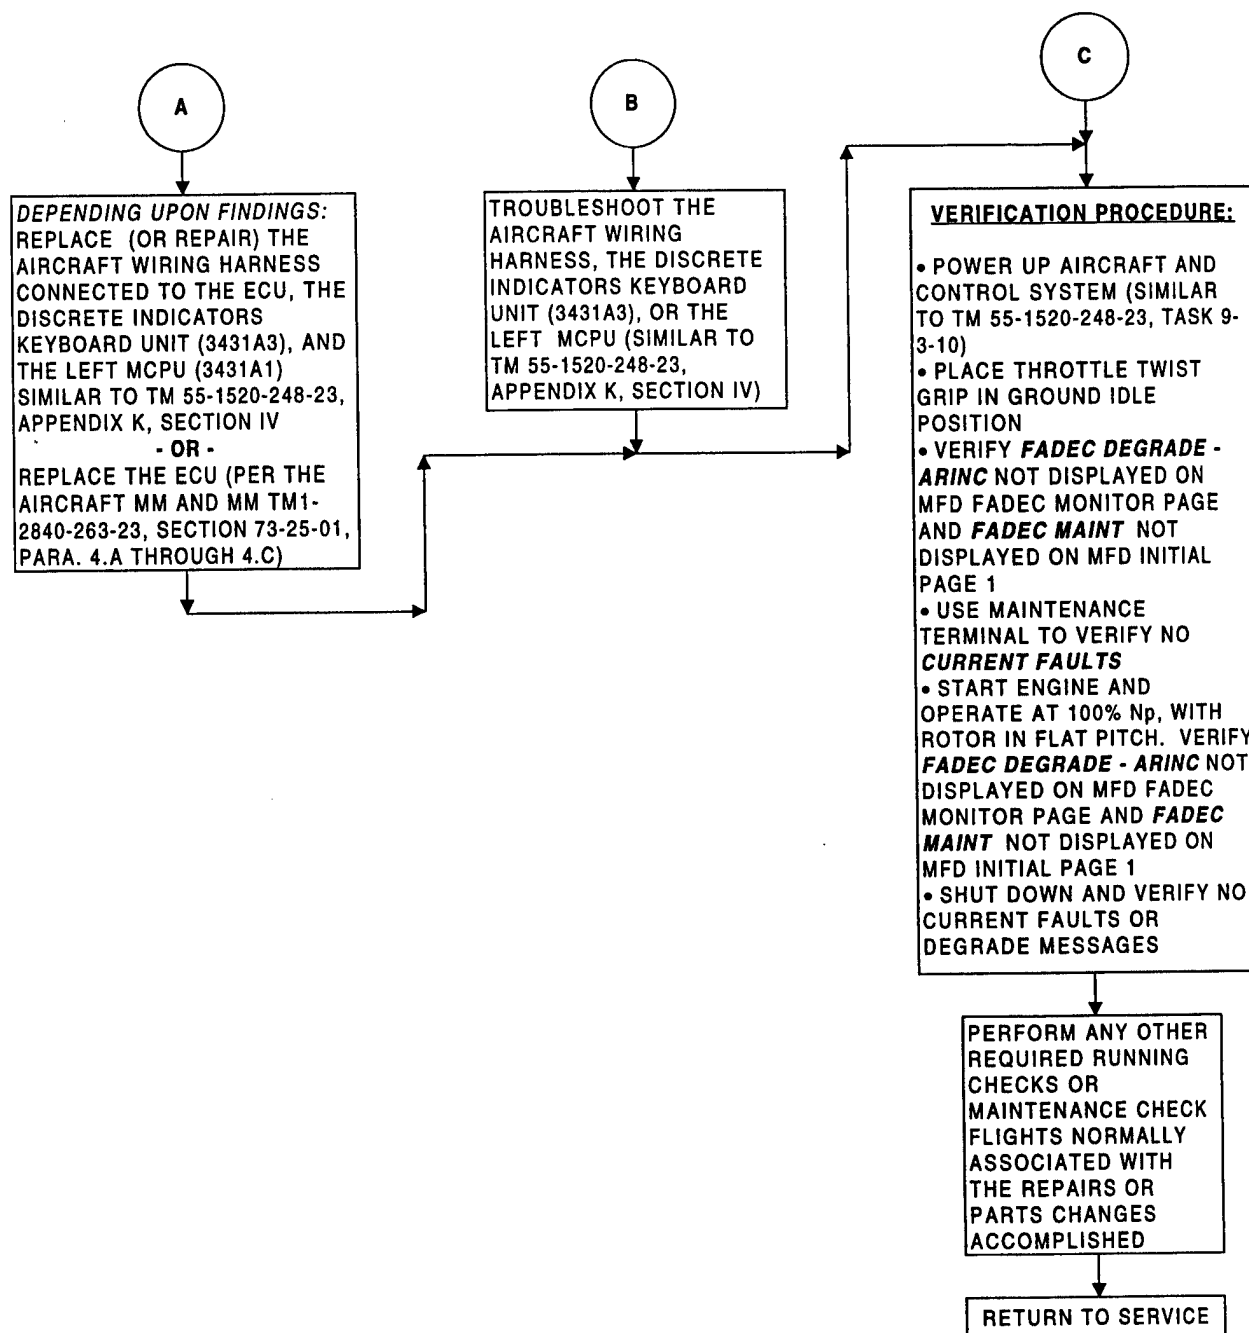 A
DEPENDING UPON FINDINGS:
REPLACE (OR REPAIR) THE
AIRCRAFT WIRING HARNESS
CONNECTED TO THE ECU, THE
DISCRETE INDICATORS
KEYBOARD UNIT (3431A3), AND
THE LEFT MCPU (3431A1)
SIMILAR TO TM 55-1520-248-23,
APPENDIX K, SECTION IV
- OR -
REPLACE THE ECU (PER THE
AIRCRAFT MM AND MM TM1-
2840-263-23, SECTION 73-25-01,
PARA. 4.A THROUGH 4.C)
B
TROUBLESHOOT THE
AIRCRAFT WIRING
HARNESS, THE DISCRETE
INDICATORS KEYBOARD
UNIT (3431A3), OR THE
LEFT MCPU (SIMILAR TO
TM 55-1520-248-23,
APPENDIX K, SECTION IV)
C
VERIFICATION PROCEDURE:
• POWER UP AIRCRAFT AND
CONTROL SYSTEM (SIMILAR
TO TM 55-1520-248-23, TASK 9-
3-10)
• PLACE THROTTLE TWIST
GRIP IN GROUND IDLE
POSITION
• VERIFY FADEC DEGRADE -
ARINC NOT DISPLAYED ON
MFD FADEC MONITOR PAGE
AND FADEC MAINT NOT
DISPLAYED ON MFD INITIAL
PAGE 1
• USE MAINTENANCE
TERMINAL TO VERIFY NO
CURRENT FAULTS
• START ENGINE AND
OPERATE AT 100% Np, WITH
ROTOR IN FLAT PITCH. VERIFY
FADEC DEGRADE - ARINC NOT
DISPLAYED ON MFD FADEC
MONITOR PAGE AND FADEC
MAINT NOT DISPLAYED ON
MFD INITIAL PAGE 1
• SHUT DOWN AND VERIFY NO
CURRENT FAULTS OR
DEGRADE MESSAGES
PERFORM ANY OTHER
REQUIRED RUNNING
CHECKS OR
MAINTENANCE CHECK
FLIGHTS NORMALLY
ASSOCIATED WITH
THE REPAIRS OR
PARTS CHANGES
ACCOMPLISHED
RETURN TO SERVICE